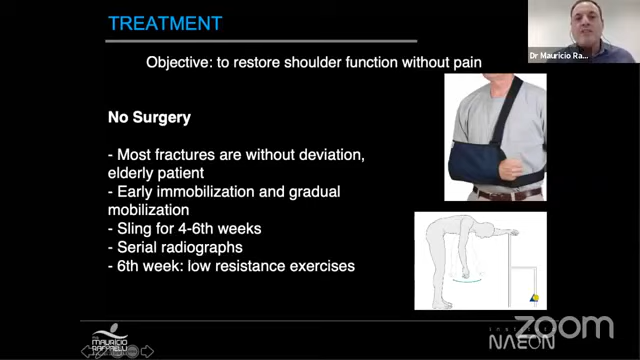 TREATMENT
Dr Mauricio Ra...
Objective: to restore shoulder function without pain
No Surgery
- Most fractures are without deviation,
elderly patient
- Early immobilization and gradual
mobilization
- Sling for 4-6th weeks
- Serial radiographs
- 6th week: low resistance exercises
zoom
MAURICIO
RAFFAELLI
NAEON